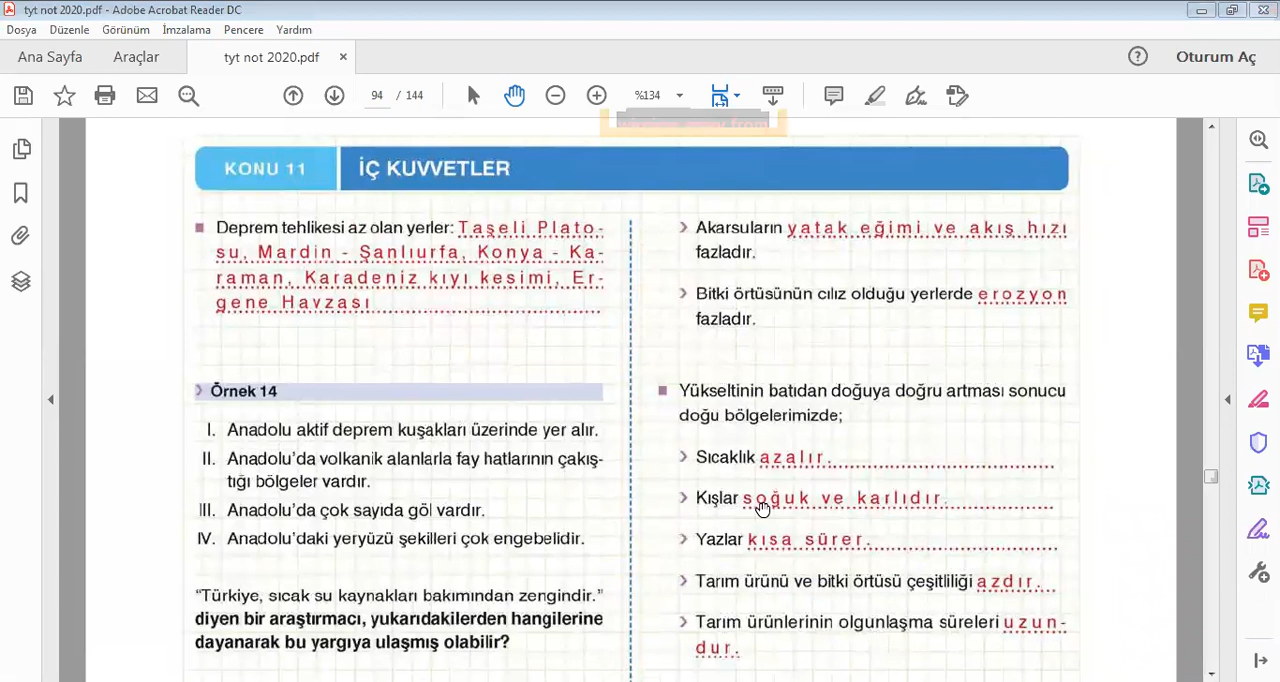 tyt not 2020.pdf - Adobe Acrobat Reader DC
Dosya Düzenle Görünüm İmzalama Pencere Yardım
Ana Sayfa Araçlar tyt not 2020.pdf × Oturum Aç
94 / 144 %134
KONU 11 İÇ KUVVETLER
Deprem tehlikesi az olan yerler: Taşeli Plato-
su, Mardin - Şanlıurfa, Konya - Ka-
raman, Karadeniz kıyı kesimi, Er-
gene Havzası
Örnek 14
I. Anadolu aktif deprem kuşakları üzerinde yer alır.
II. Anadolu'da volkanik alanlarla fay hatlarının çakış-
tığı bölgeler vardır.
III. Anadolu'da çok sayıda göl vardır.
IV. Anadolu'daki yeryüzü şekilleri çok engebelidir.
"Türkiye, sıcak su kaynakları bakımından zengindir."
diyen bir araştırmacı, yukarıdakilerden hangilerine
dayanarak bu yargıya ulaşmış olabilir?
Akarsuların yatak eğimi ve akış hızı
fazladır.
Bitki örtüsünün cılız olduğu yerlerde erozyon
fazladır.
Yükseltinin batıdan doğuya doğru artması sonucu
doğu bölgelerimizde;
Sıcaklık azalır.
Kışlar soğuk ve karlıdır.
Yazlar kısa sürer.
Tarım ürünü ve bitki örtüsü çeşitliliği azdır.
Tarım ürünlerinin olgunlaşma süreleri uzun-
dur.